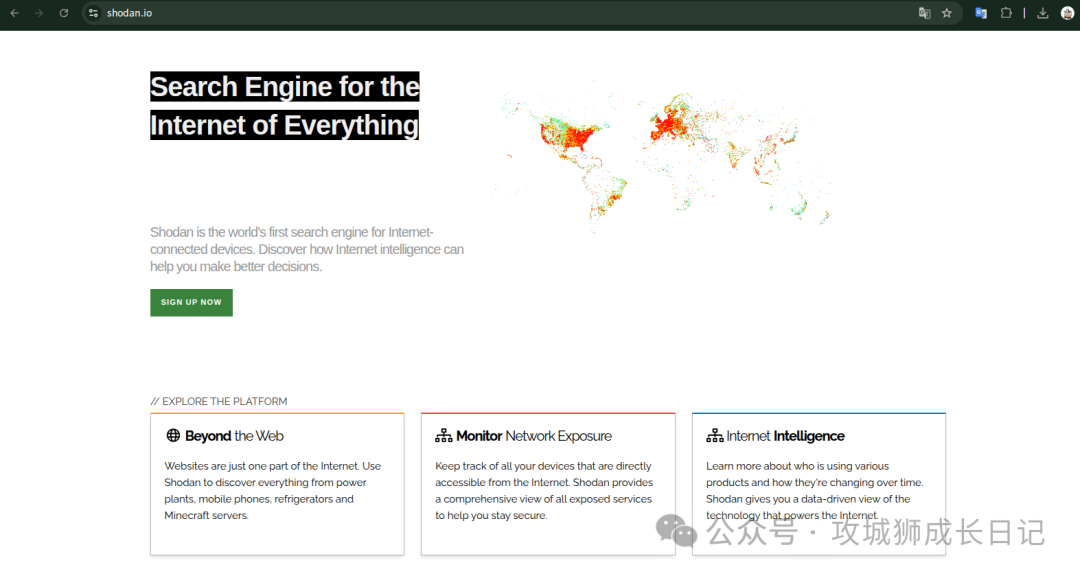 shodan.io
Search Engine for the
Internet of Everything
Shodan is the world's first search engine for Internet-
connected devices. Discover how Internet intelligence can
help you make better decisions.
SIGN UP NOW
// EXPLORE THE PLATFORM
Beyond the Web
Websites are just one part of the Internet. Use
Shodan to discover everything from power
plants, mobile phones, refrigerators and
Minecraft servers.
Monitor Network Exposure
Keep track of all your devices that are directly
accessible from the Internet. Shodan provides
a comprehensive view of all exposed services
to help you stay secure.
Internet Intelligence
Learn more about who is using various
products and how they're changing over time.
Shodan gives you a data-driven view of the
technology that powers the Internet.
公众号 · 攻城狮成长日记